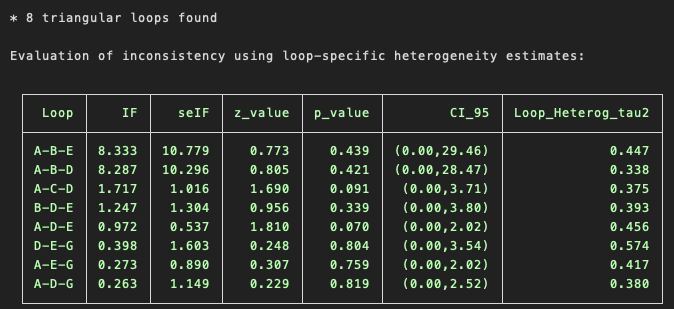 * 8 triangular loops found
Evaluation of inconsistency using loop-specific heterogeneity estimates:
Loop IF seIF z_value p_value CI_95 Loop_Heterog_tau2
A-B-E 8.333 10.779 0.773 0.439 (0.00,29.46) 0.447
A-B-D 8.287 10.296 0.805 0.421 (0.00,28.47) 0.338
A-C-D 1.717 1.016 1.690 0.091 (0.00,3.71) 0.375
B-D-E 1.247 1.304 0.956 0.339 (0.00,3.80) 0.393
A-D-E 0.972 0.537 1.810 0.070 (0.00,2.02) 0.456
D-E-G 0.398 1.603 0.248 0.804 (0.00,3.54) 0.574
A-E-G 0.273 0.890 0.307 0.759 (0.00,2.02) 0.417
A-D-G 0.263 1.149 0.229 0.819 (0.00,2.52) 0.380